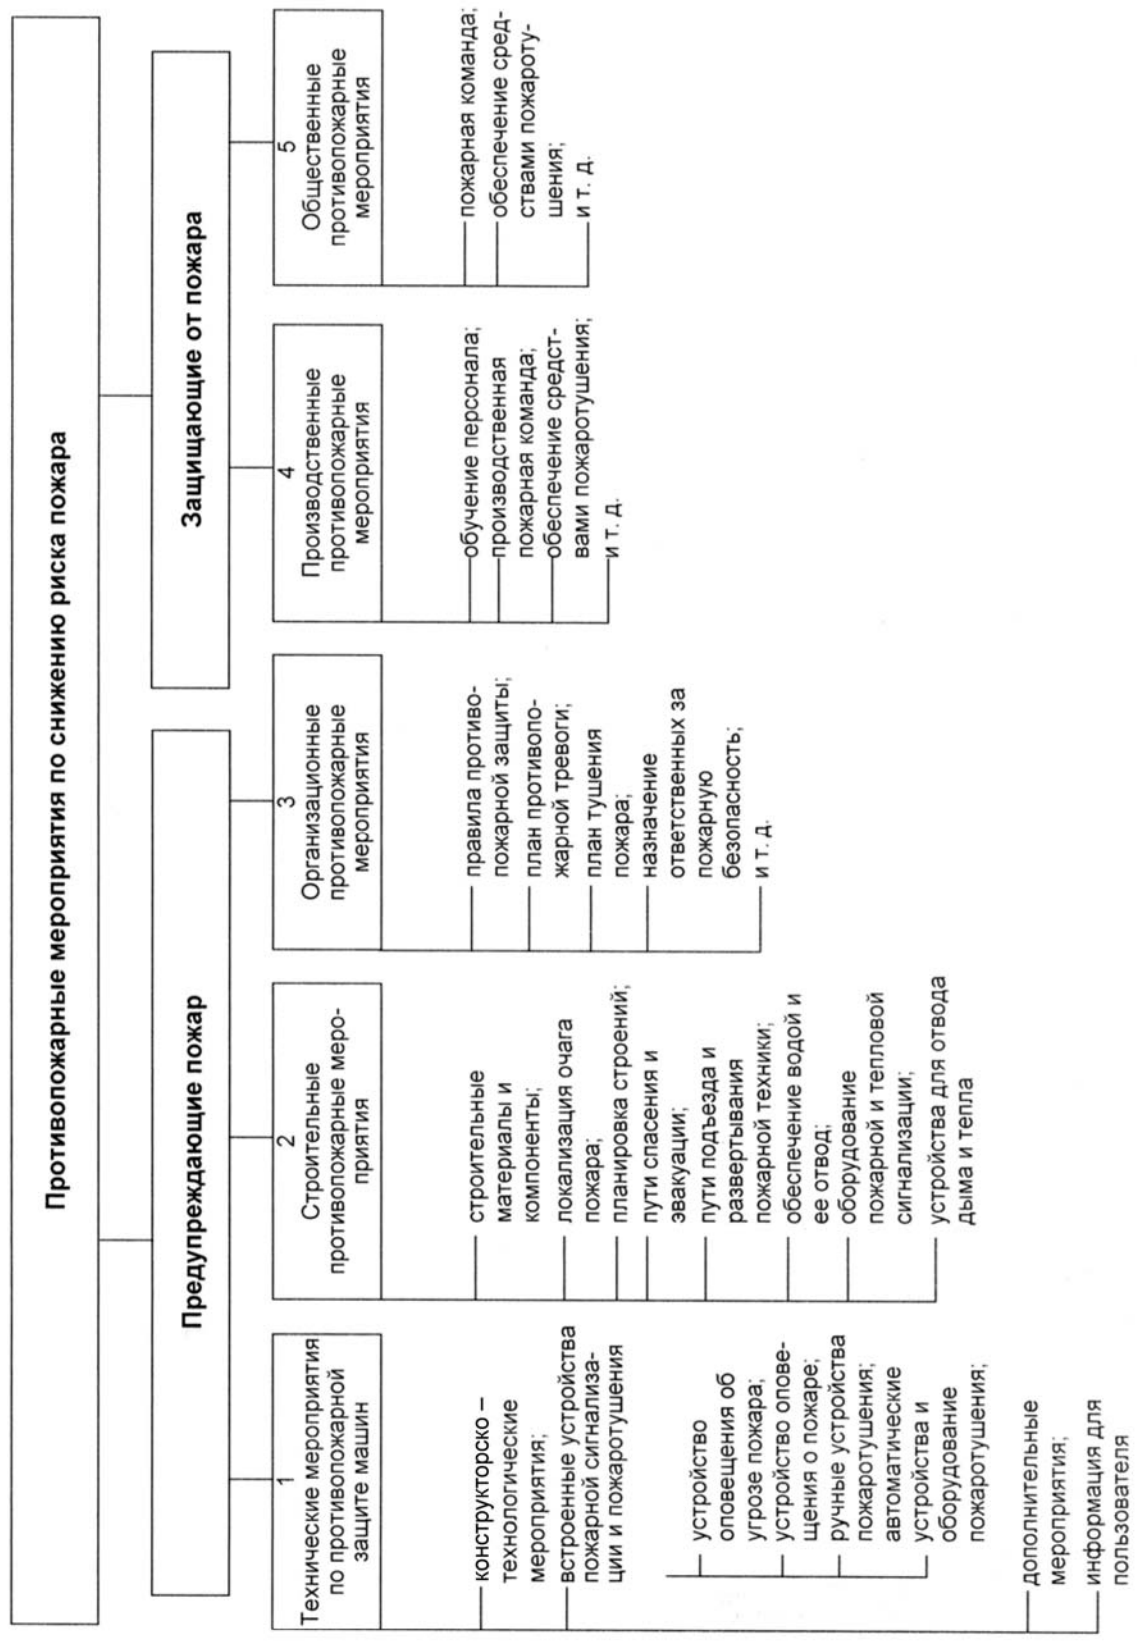 Противопожарные мероприятия по снижению риска пожара
Предупреждающие пожар
Защищающие от пожара
1
Технические мероприятия
по противопожарной
защите машин
конструкторско –
технологические
мероприятия;
встроенные устройства
пожарной сигнализа-
ции и пожаротушения
устройство
оповещения об
угрозе пожара;
устройство опове-
щения о пожаре;
ручные устройства
пожаротушения;
автоматические
устройства и
оборудование
пожаротушения;
дополнительные
мероприятия;
информация для
пользователя
2
Строительные
противопожарные меро-
приятия
строительные
материалы и
компоненты;
локализация очага
пожара;
планировка строений;
пути спасения и
эвакуации;
пути подъезда и
развертывания
пожарной техники;
обеспечение водой и
ее отвод;
оборудование
пожарной и тепловой
сигнализации;
устройства для отвода
дыма и тепла
3
Организационные
противопожарные
мероприятия
правила противо-
пожарной защиты;
план противопо-
жарной тревоги;
план тушения
пожара;
назначение
ответственных за
пожарную
безопасность;
и т. д.
4
Производственные
противопожарные
мероприятия
обучение персонала;
производственная
пожарная команда;
обеспечение средст-
вами пожаротушения;
и т. д.
5
Общественные
противопожарные
мероприятия
пожарная команда;
обеспечение сред-
ствами пожароту-
шения;
и т. д.